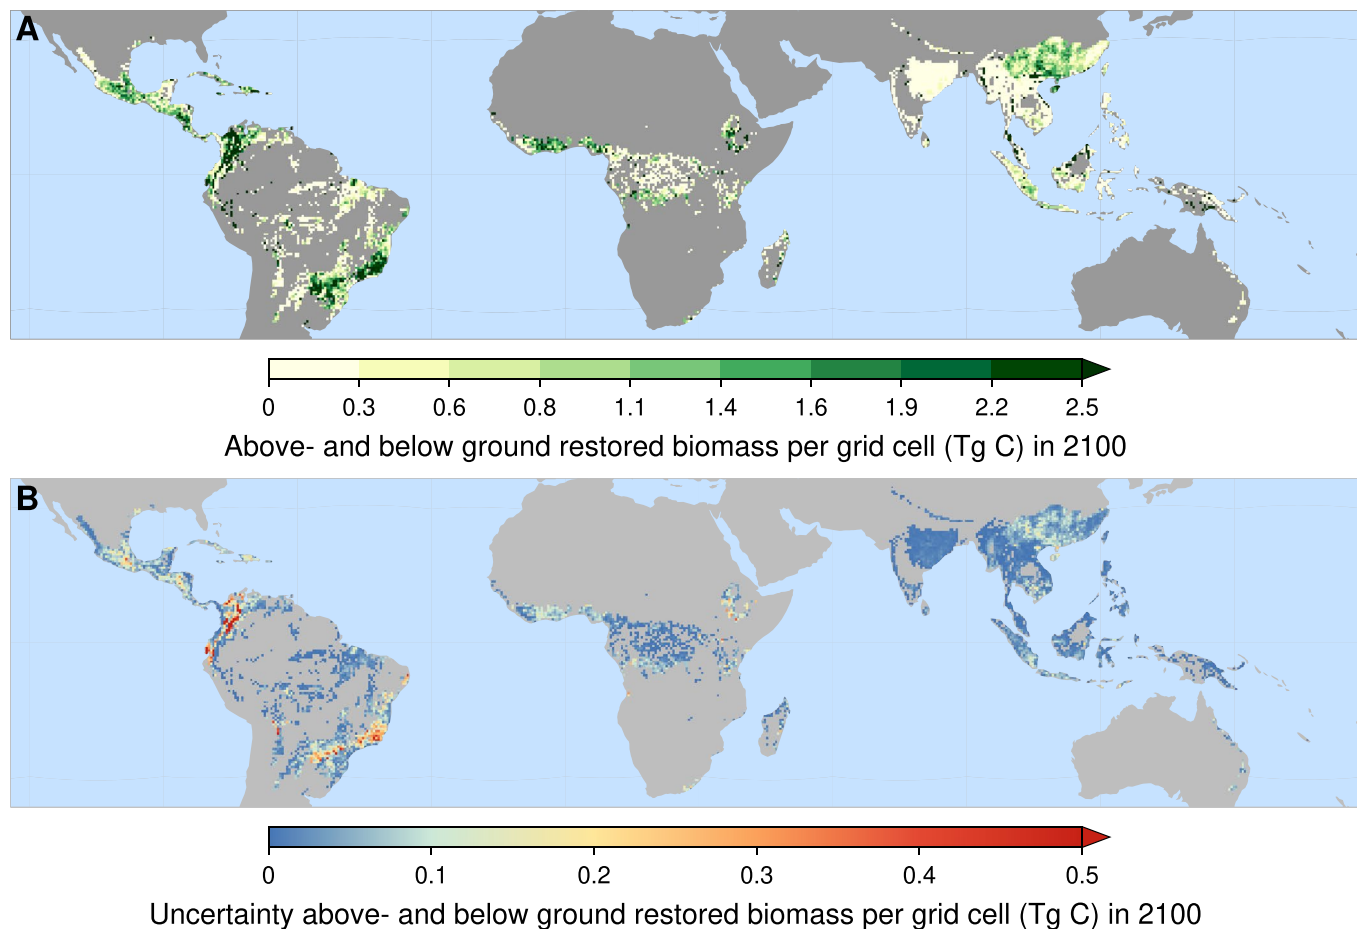 A
0 0.3 0.6 0.8 1.1 1.4 1.6 1.9 2.2 2.5
Above- and below ground restored biomass per grid cell (Tg C) in 2100
B
0 0.1 0.2 0.3 0.4 0.5
Uncertainty above- and below ground restored biomass per grid cell (Tg C) in 2100